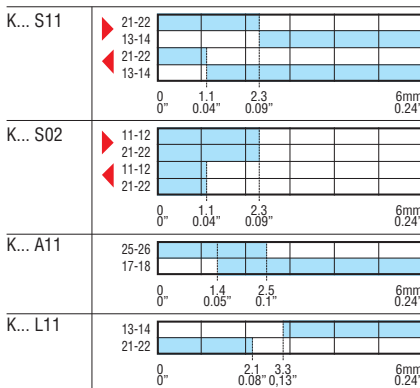 K... S11
21-22
13-14
21-22
13-14
0 1.1 2.3 6mm
0" 0.04" 0.09" 0.24"
K... S02
11-12
21-22
11-12
21-22
0 1.1 2.3 6mm
0" 0.04" 0.09" 0.24"
K... A11
25-26
17-18
0 1.4 2.5 6mm
0" 0.05" 0.1" 0.24"
K... L11
13-14
21-22
0 2.1 3.3 6mm
0" 0.08" 0,13" 0.24"